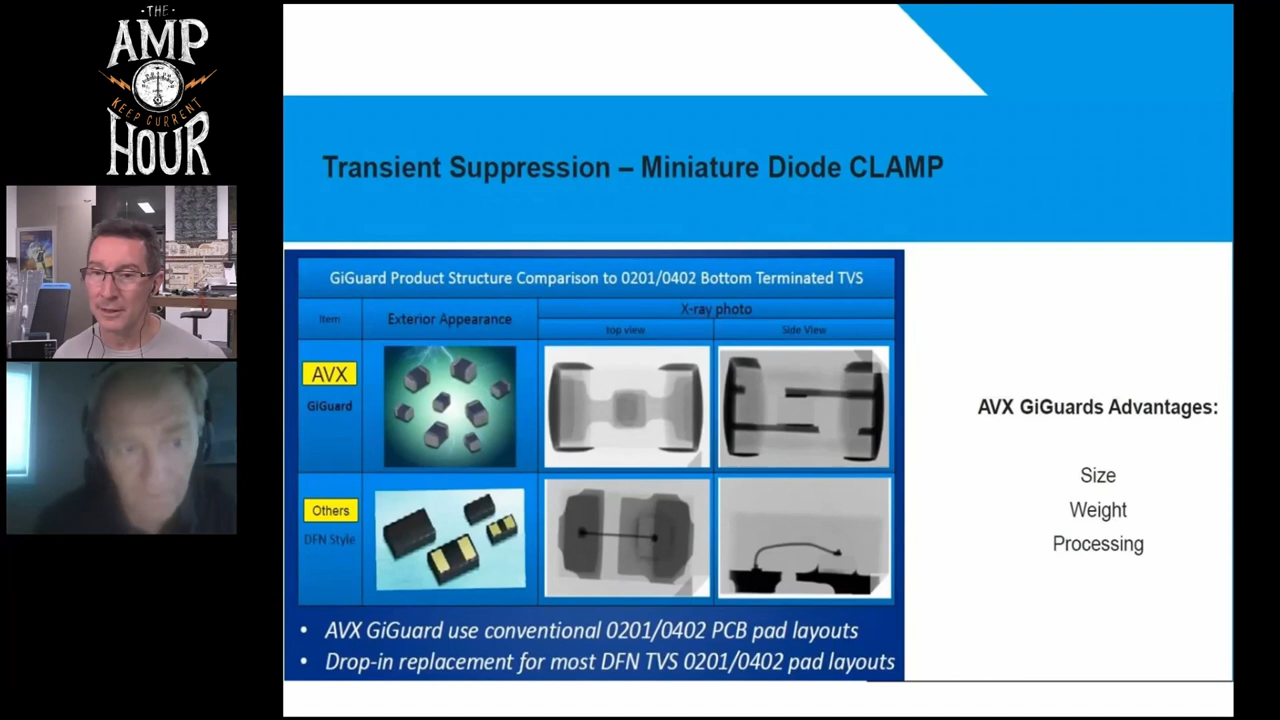 ·THE·
AMP
KEEP CURRENT
HOUR
Transient Suppression – Miniature Diode CLAMP
GiGuard Product Structure Comparison to 0201/0402 Bottom Terminated TVS
Item
Exterior Appearance
X-ray photo
top view
Side View
AVX
GiGuard
Others
DFN Style
• AVX GiGuard use conventional 0201/0402 PCB pad layouts
• Drop-in replacement for most DFN TVS 0201/0402 pad layouts
AVX GiGuards Advantages:
Size
Weight
Processing